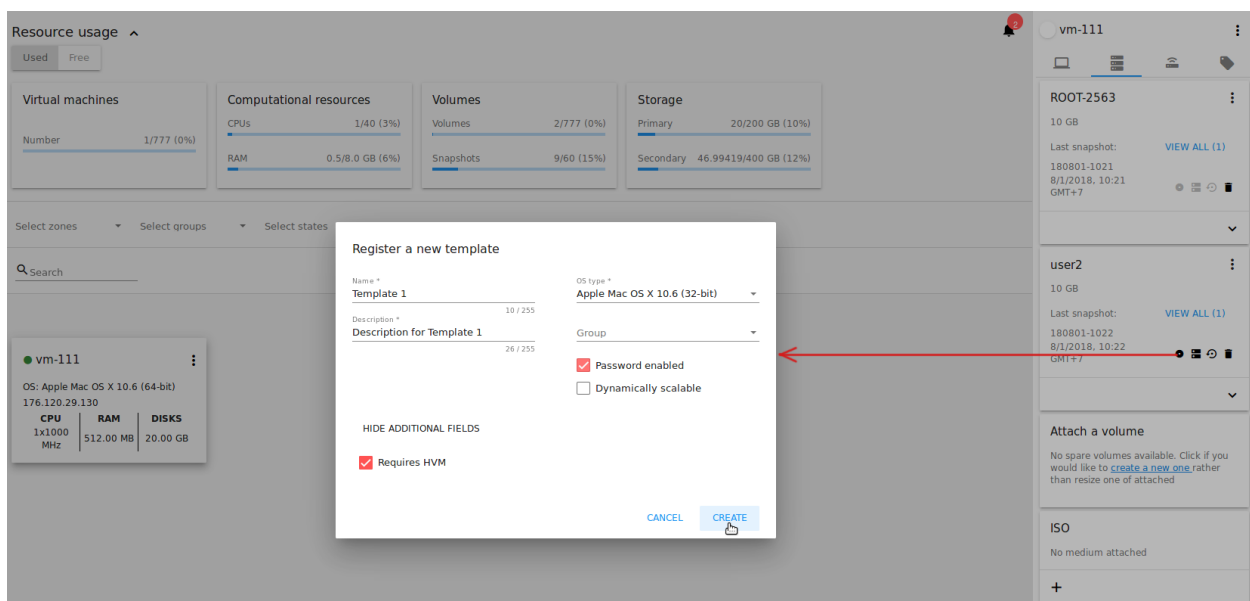 Resource usage
Used Free
Virtual machines
Number 1/777 (0%)
Computational resources
CPUs 1/40 (3%)
RAM 0.5/8.0 GB (6%)
Volumes
Volumes 2/777 (0%)
Snapshots 9/60 (15%)
Storage
Primary 20/200 GB (10%)
Secondary 46.99419/400 GB (12%)
2
Select zones Select groups Select states
Search
vm-111
OS: Apple Mac OS X 10.6 (64-bit)
176.120.29.130
CPU RAM DISKS
1x1000 MHz 512.00 MB 20.00 GB
Register a new template
Name *
Template 1
10 / 255
Description *
Description for Template 1
26 / 255
OS type *
Apple Mac OS X 10.6 (32-bit)
Group
Password enabled
Dynamically scalable
HIDE ADDITIONAL FIELDS
Requires HVM
CANCEL CREATE
vm-111
ROOT-2563
10 GB
Last snapshot: VIEW ALL (1)
180801-1021
8/1/2018, 10:21
GMT+7
user2
10 GB
Last snapshot: VIEW ALL (1)
180801-1022
8/1/2018, 10:22
GMT+7
Attach a volume
No spare volumes available. Click if you
would like to create a new one rather
than resize one of attached
ISO
No medium attached
+